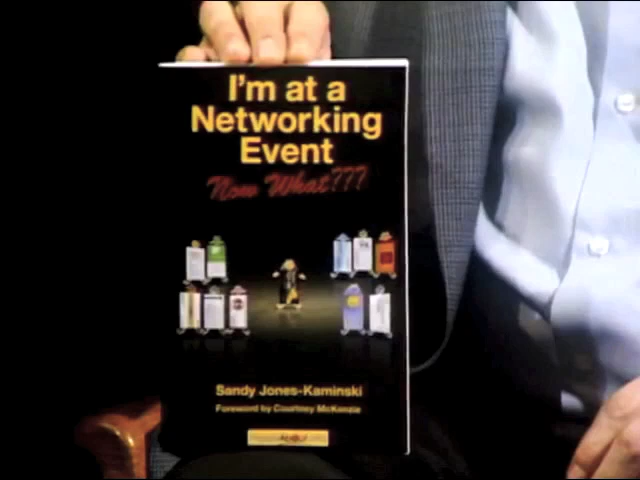 I'm at a
Networking
Event
Now What???
Sandy Jones-Kaminski
Foreword by Courtney McKenzie